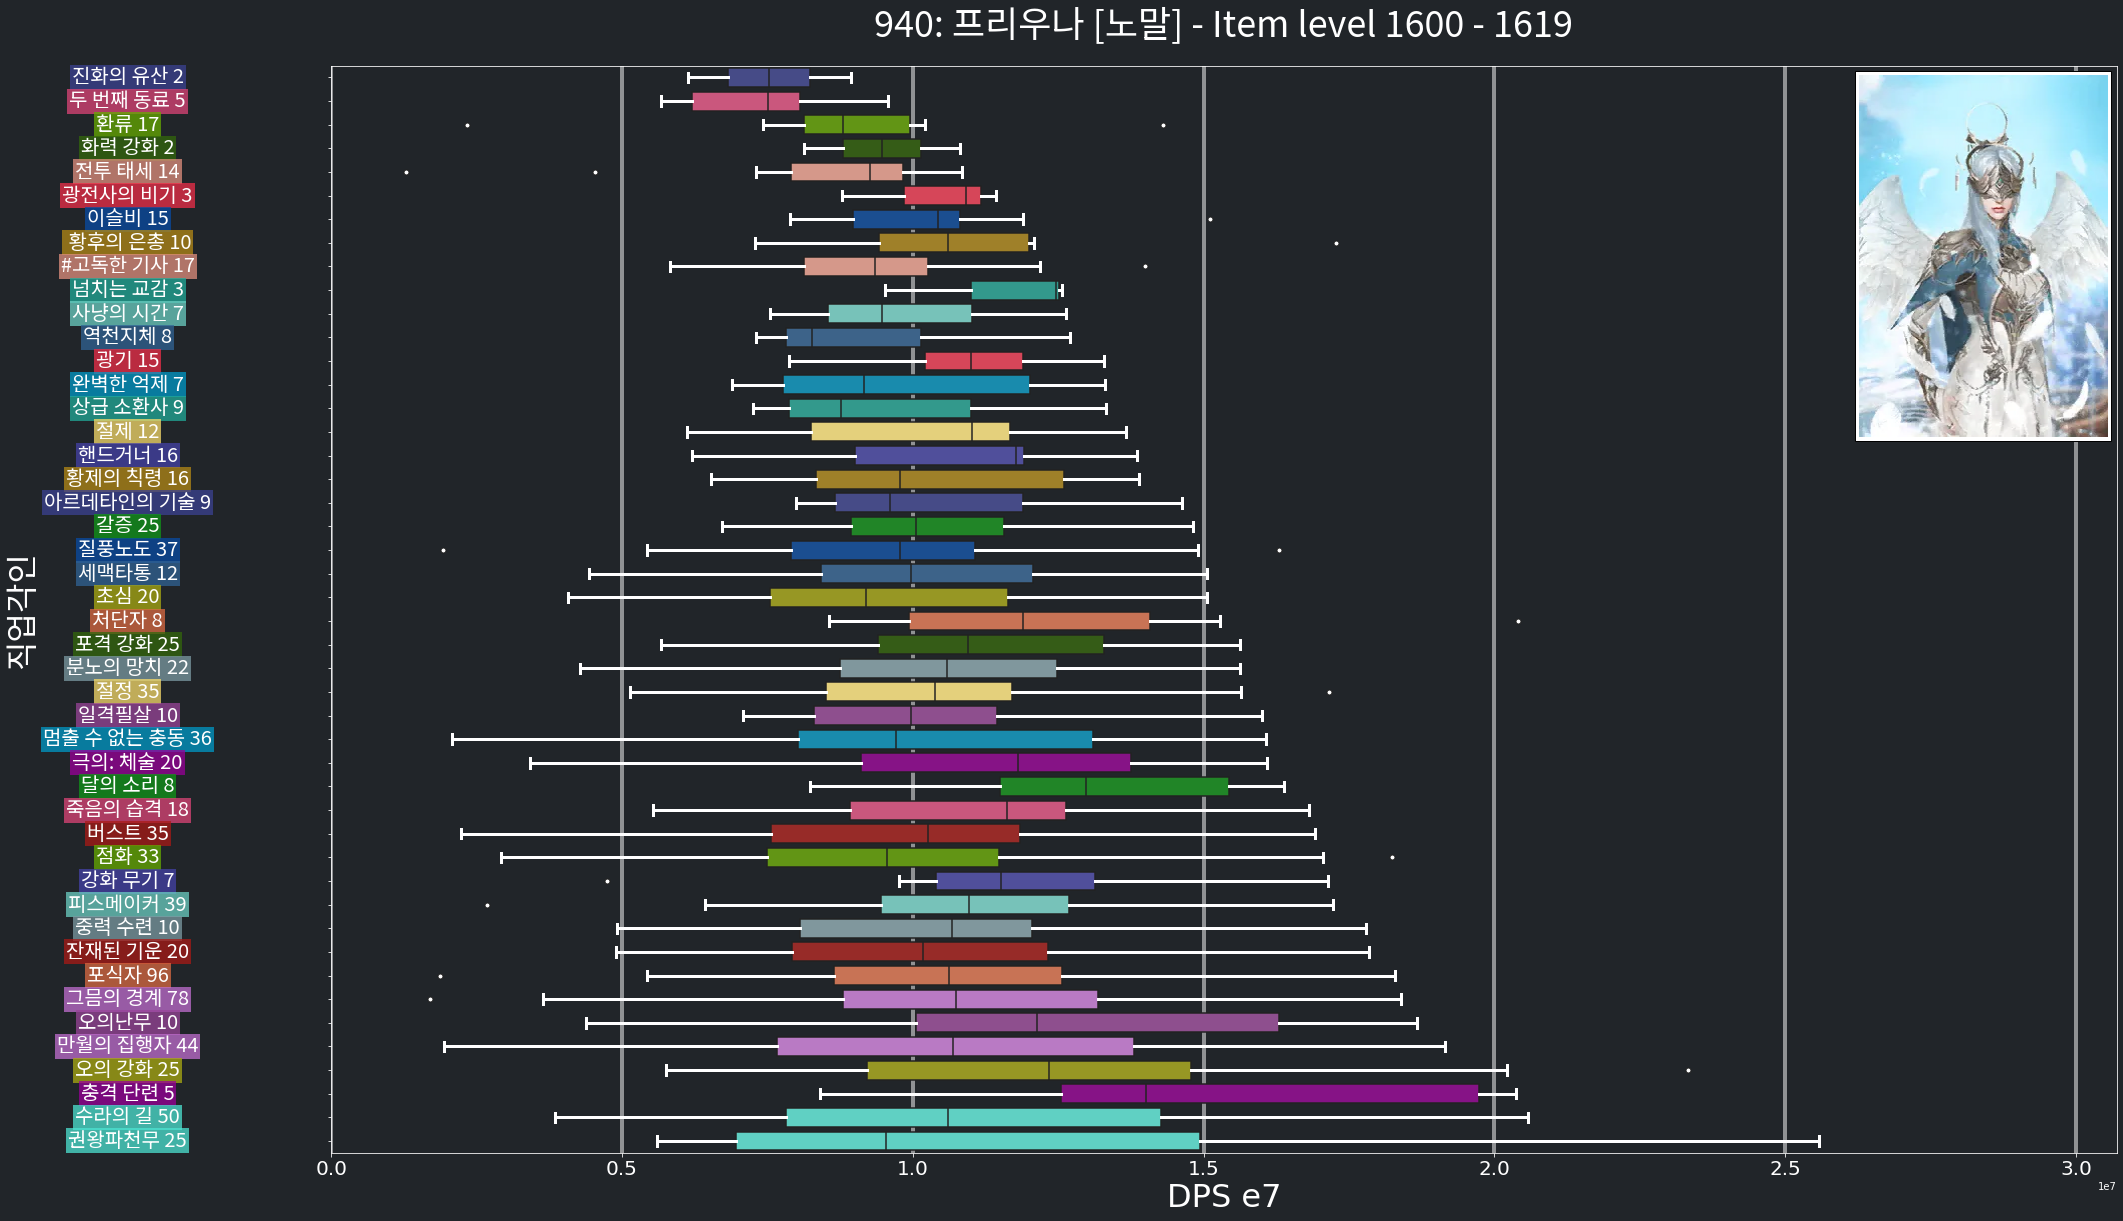 940: 프리우나 [노말] - Item level 1600 - 1619
진화의 유산 2
두 번째 동료 5
환류 17
화력 강화 2
전투 태세 14
광전사의 비기 3
이슬비 15
황후의 은총 10
#고독한 기사 17
넘치는 교감 3
사냥의 시간 7
역천지체 8
광기 15
완벽한 억제 7
상급 소환사 9
절제 12
핸드거너 16
황제의 칙령 16
아르데타인의 기술 9
갈증 25
질풍노도 37
세맥타통 12
초심 20
처단자 8
포격 강화 25
분노의 망치 22
절정 35
일격필살 10
멈출 수 없는 충동 36
극의: 체술 20
달의 소리 8
죽음의 습격 18
버스트 35
점화 33
강화 무기 7
피스메이커 39
중력 수련 10
잔재된 기운 20
포식자 96
그믐의 경계 78
오의난무 10
만월의 집행자 44
오의 강화 25
충격 단련 5
수라의 길 50
권왕파천무 25
직업각인
0.0 0.5 1.0 1.5 2.0 2.5 3.0
1e7
DPS e7